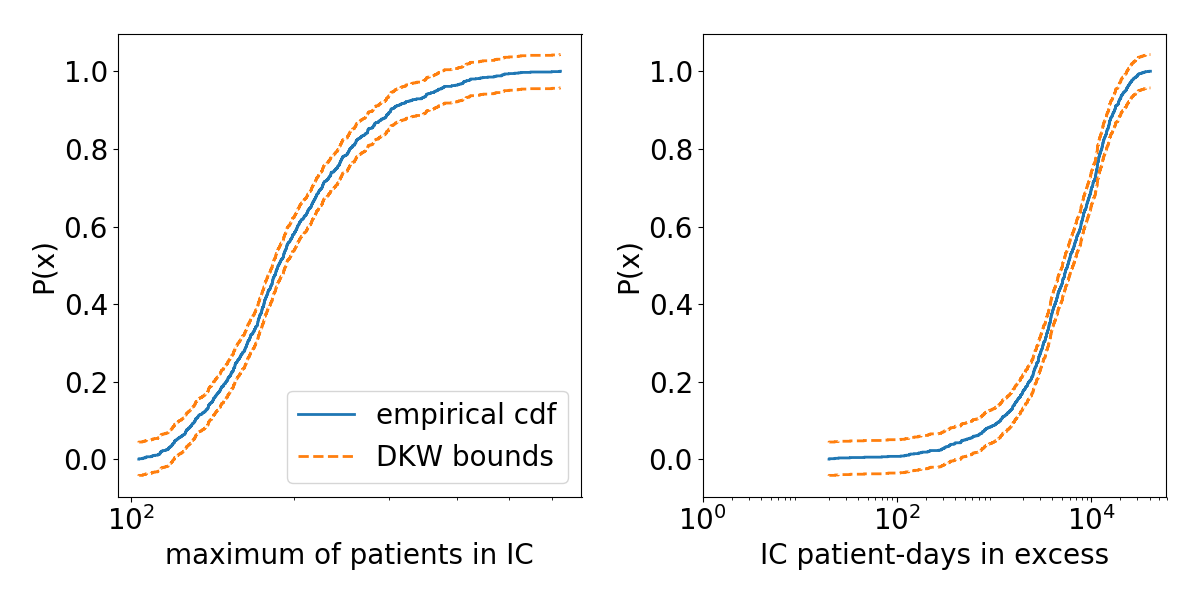 1.0
0.8
0.6
0.4
0.2
0.0
P(x)
empirical cdf
DKW bounds
10²
maximum of patients in IC
1.0
0.8
0.6
0.4
0.2
0.0
P(x)
10⁰ 10² 10⁴
IC patient-days in excess